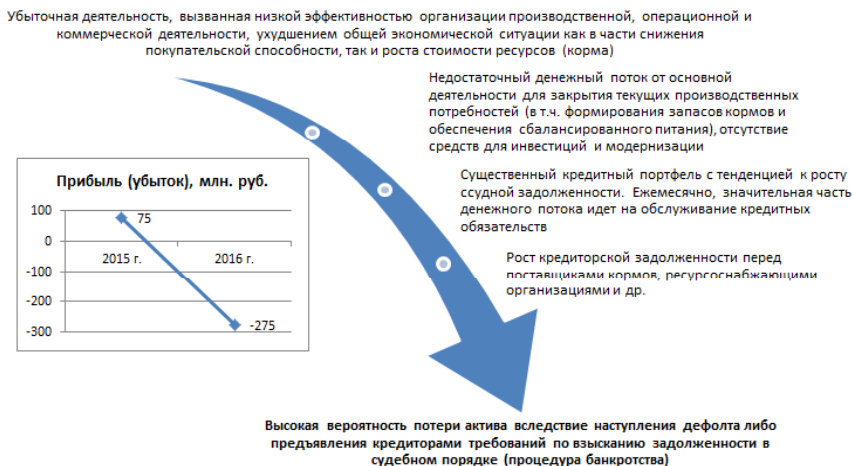 Убыточная деятельность, вызванная низкой эффективностью организации производственной, операционной и
коммерческой деятельности, ухудшением общей экономической ситуации как в части снижения
покупательской способности, так и роста стоимости ресурсов (корма)
Недостаточный денежный поток от основной
деятельности для закрытия текущих производственных
потребностей (в т.ч. формирования запасов кормов и
обеспечения сбалансированного питания), отсутствие
средств для инвестиций и модернизации
Существенный кредитный портфель с тенденцией к росту
ссудной задолженности. Ежемесячно, значительная часть
денежного потока идет на обслуживание кредитных
обязательств
Рост кредиторской задолженности перед
поставщиками кормов, ресурсоснабжающими
организациями и др.
Прибыль (убыток), млн. руб.
100
75
0
2015 г. 2016 г.
-100
-200
-300
-275
Высокая вероятность потери актива вследствие наступления дефолта либо
предъявления кредиторами требований по взысканию задолженности в
судебном порядке (процедура банкротства)